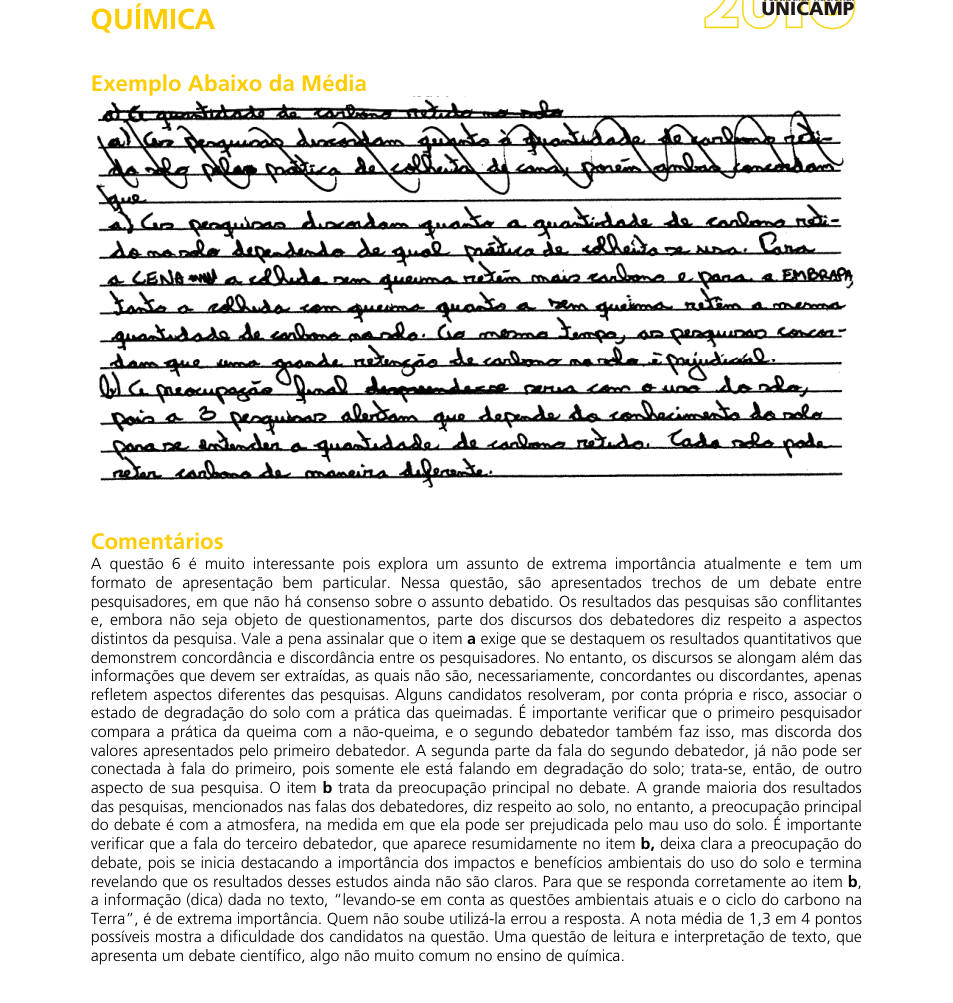 QUÍMICA
UNICAMP
Exemplo Abaixo da Média
a) A quantidade de carbono retido no solo
a) As pesquisas discordam quanto à quantidade de carbono reti-
do solo pelas prática de colheita de cana, porém ambas concordam
que
a) As pesquisas discordam quanto a quantidade de carbono reti-
do no solo dependendo de qual prática de colheita se usa. Para
a CENA a colhida sem queima retêm mais carbono e para a EMBRAPA,
tanto a colhida com queima quanto a sem queima retêm a mesma
quantidade de carbono no solo. Ao mesmo tempo, as pesquisas concor-
dam que uma grande retenção de carbono no solo é prejudicial.
b) A preocupação final seria com o uso do solo,
pois a 3 pesquisas alertam que depende do conhecimento do solo
para se entender a quantidade de carbono retido. Cada solo pode
reter carbono de maneira diferente.
Comentários
A questão 6 é muito interessante pois explora um assunto de extrema importância atualmente e tem um
formato de apresentação bem particular. Nessa questão, são apresentados trechos de um debate entre
pesquisadores, em que não há consenso sobre o assunto debatido. Os resultados das pesquisas são conflitantes
e, embora não seja objeto de questionamentos, parte dos discursos dos debatedores diz respeito a aspectos
distintos da pesquisa. Vale a pena assinalar que o item a exige que se destaquem os resultados quantitativos que
demonstrem concordância e discordância entre os pesquisadores. No entanto, os discursos se alongam além das
informações que devem ser extraídas, as quais não são, necessariamente, concordantes ou discordantes, apenas
refletem aspectos diferentes das pesquisas. Alguns candidatos resolveram, por conta própria e risco, associar o
estado de degradação do solo com a prática das queimadas. É importante verificar que o primeiro pesquisador
compara a prática da queima com a não-queima, e o segundo debatedor também faz isso, mas discorda dos
valores apresentados pelo primeiro debatedor. A segunda parte da fala do segundo debatedor, já não pode ser
conectada à fala do primeiro, pois somente ele está falando em degradação do solo; trata-se, então, de outro
aspecto de sua pesquisa. O item b trata da preocupação principal no debate. A grande maioria dos resultados
das pesquisas, mencionados nas falas dos debatedores, diz respeito ao solo, no entanto, a preocupação principal
do debate é com a atmosfera, na medida em que ela pode ser prejudicada pelo mau uso do solo. É importante
verificar que a fala do terceiro debatedor, que aparece resumidamente no item b, deixa clara a preocupação do
debate, pois se inicia destacando a importância dos impactos e benefícios ambientais do uso do solo e termina
revelando que os resultados desses estudos ainda não são claros. Para que se responda corretamente ao item b,
a informação (dica) dada no texto, "levando-se em conta as questões ambientais atuais e o ciclo do carbono na
Terra", é de extrema importância. Quem não soube utilizá-la errou a resposta. A nota média de 1,3 em 4 pontos
possíveis mostra a dificuldade dos candidatos na questão. Uma questão de leitura e interpretação de texto, que
apresenta um debate científico, algo não muito comum no ensino de química.